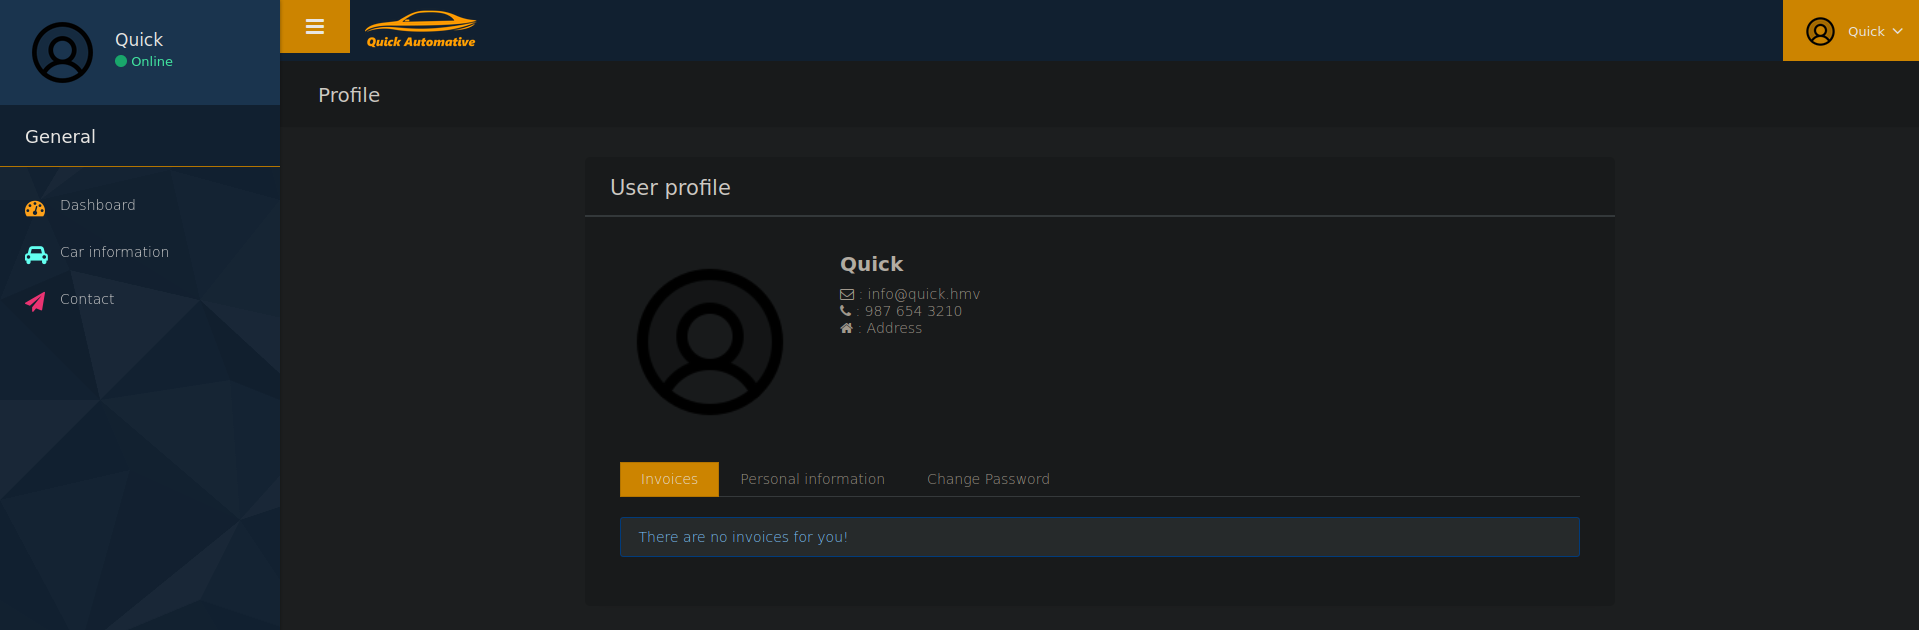 Quick
Online
General
Dashboard
Car information
Contact
Quick Automotive
Quick
Profile
User profile
Quick
: info@quick.hmv
: 987 654 3210
: Address
Invoices Personal information Change Password
There are no invoices for you!